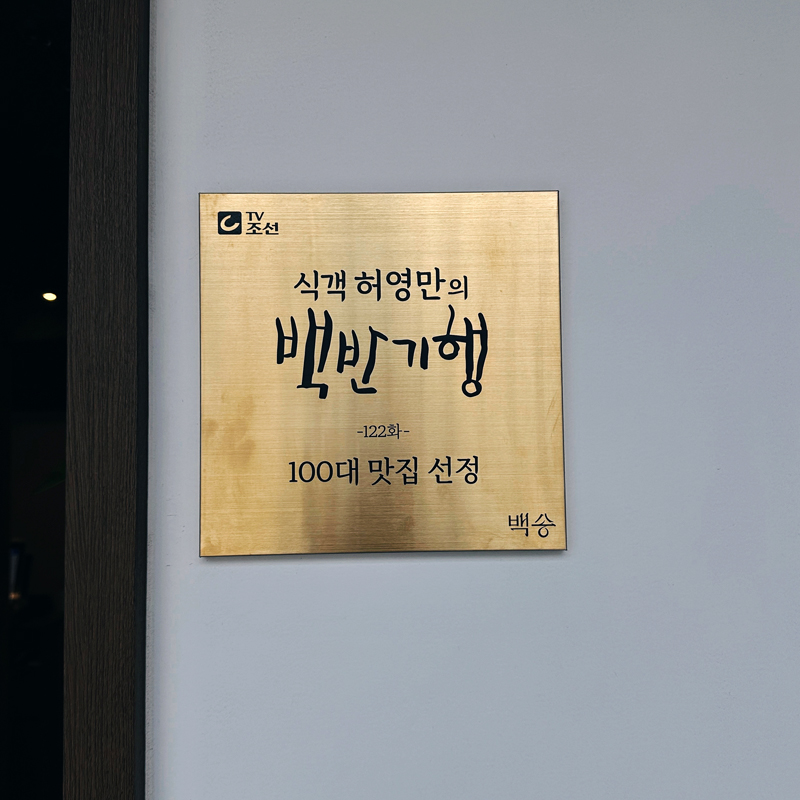 TV
조선
식객 허영만의
백반기행
-122화-
100대 맛집 선정
백송